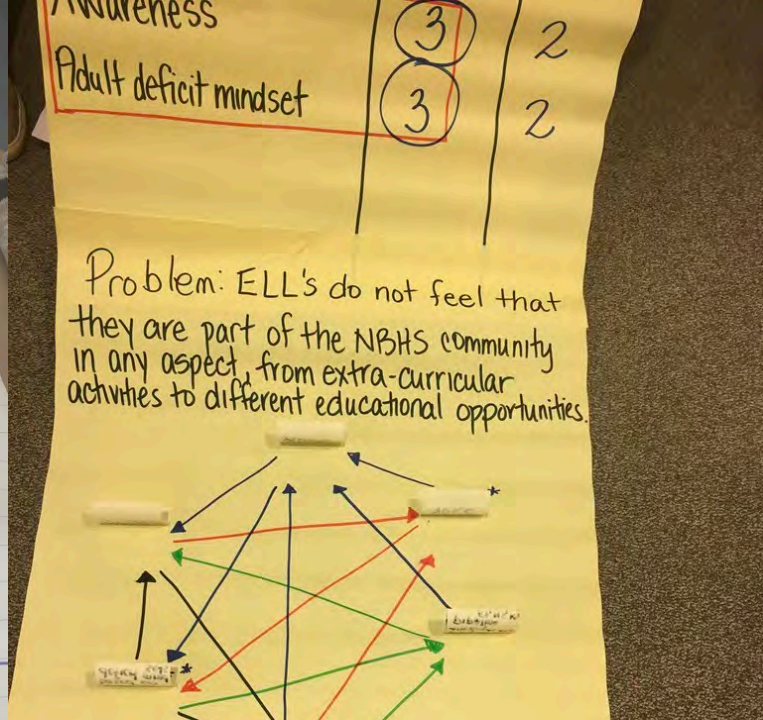 Awareness 3 2
Adult deficit mindset 3 2
Problem: ELL's do not feel that
they are part of the NBHS community
in any aspect, from extra-curricular
activities to different educational opportunities.
*
*